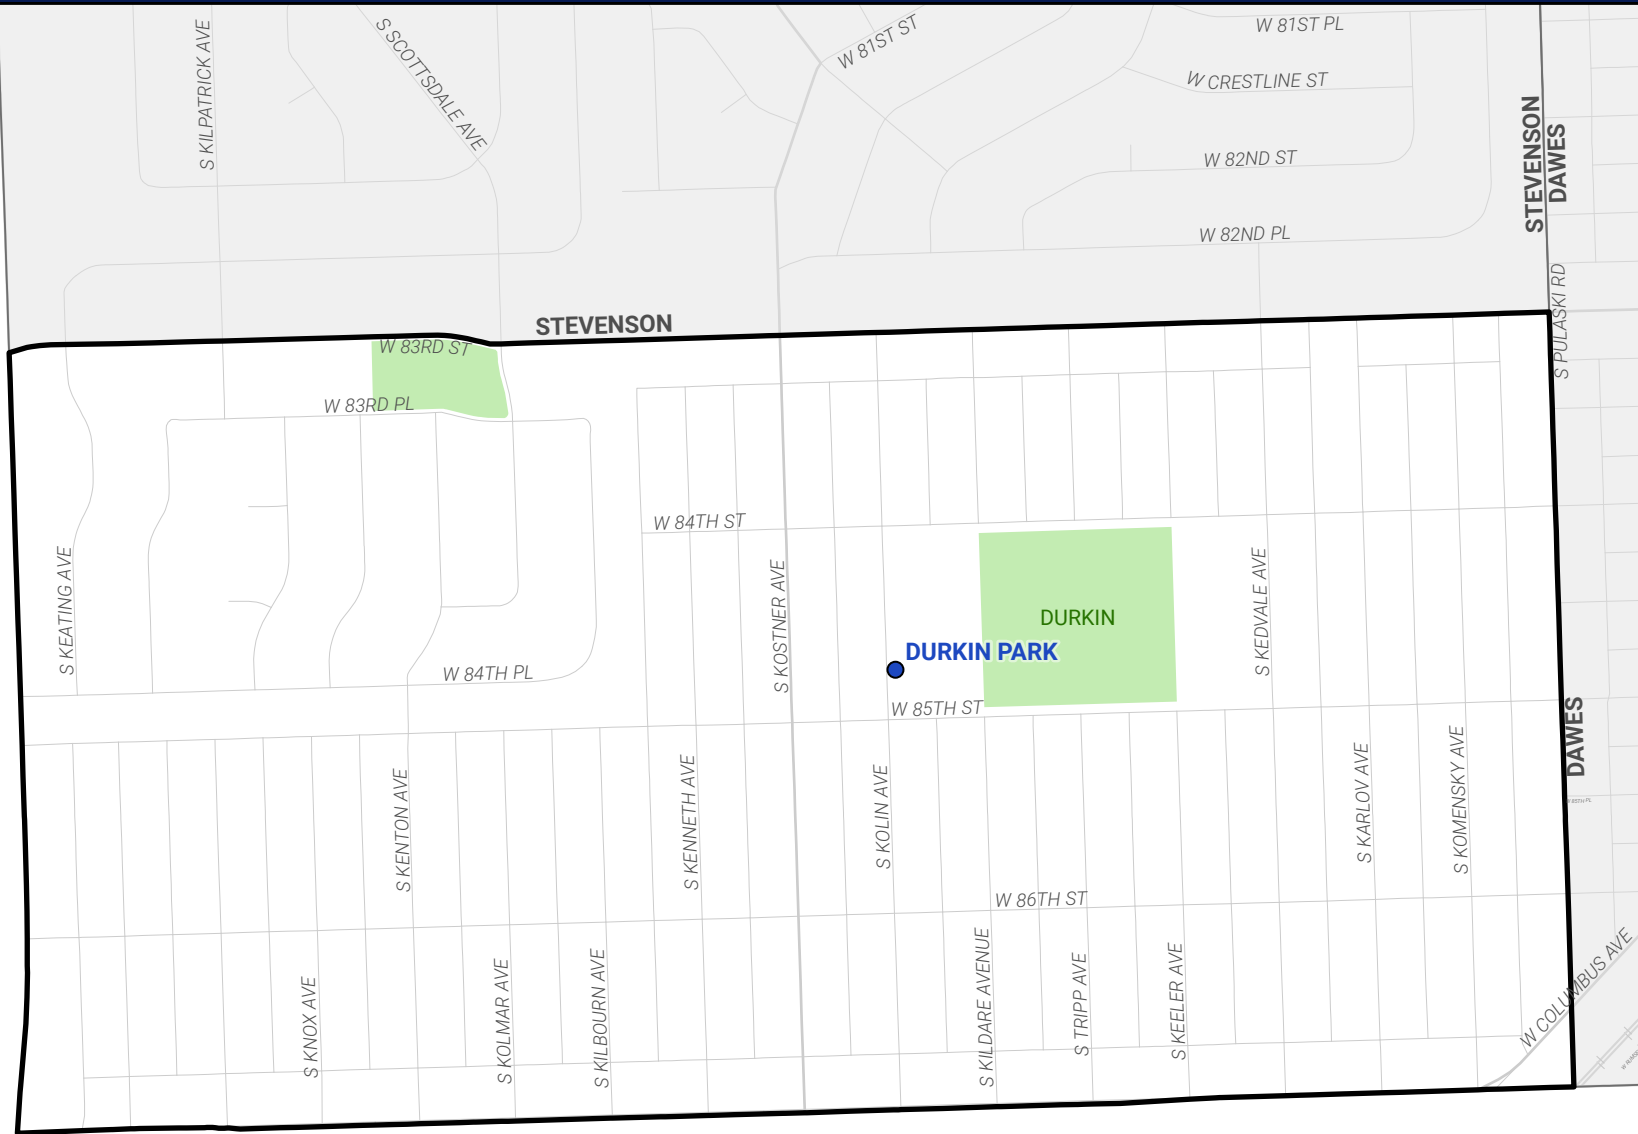 S KILPATRICK AVE
S SCOTTSDALE AVE
W 81ST ST
W 81ST PL
W CRESTLINE ST
STEVENSON
DAWES
W 82ND ST
W 82ND PL
S PULASKI RD
STEVENSON
W 83RD ST
W 83RD PL
W 84TH ST
S KEATING AVE
S KOSTNER AVE
S KEDVALE AVE
DURKIN
DURKIN PARK
W 84TH PL
W 85TH ST
DAWES
S KENTON AVE
S KENNETH AVE
S KOLIN AVE
S KARLOV AVE
S KOMENSKY AVE
W 85TH PL
W 86TH ST
S KNOX AVE
S KOLMAR AVE
S KILBOURN AVE
S KILDARE AVENUE
S TRIPP AVE
S KEELER AVE
W COLUMBUS AVE